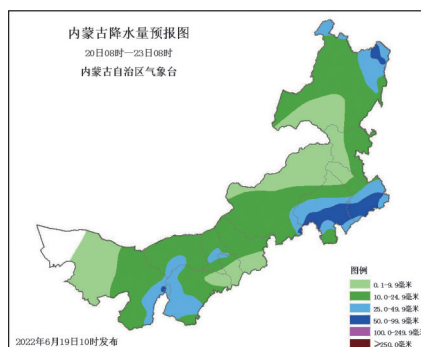 内蒙古降水量预报图
20日08时—23日08时
内蒙古自治区气象台
图例
0.1-9.9毫米
10.0-24.9毫米
25.0-49.9毫米
50.0-99.9毫米
100.0-249.9毫米
≥250.0毫米
2022年6月19日10时发布